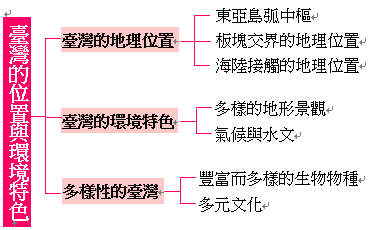 臺灣的位置與環境特色
臺灣的地理位置
東亞島弧中樞
板塊交界的地理位置
海陸接觸的地理位置
臺灣的環境特色
多樣的地形景觀
氣候與水文
多樣性的臺灣
豐富而多樣的生物物種
多元文化